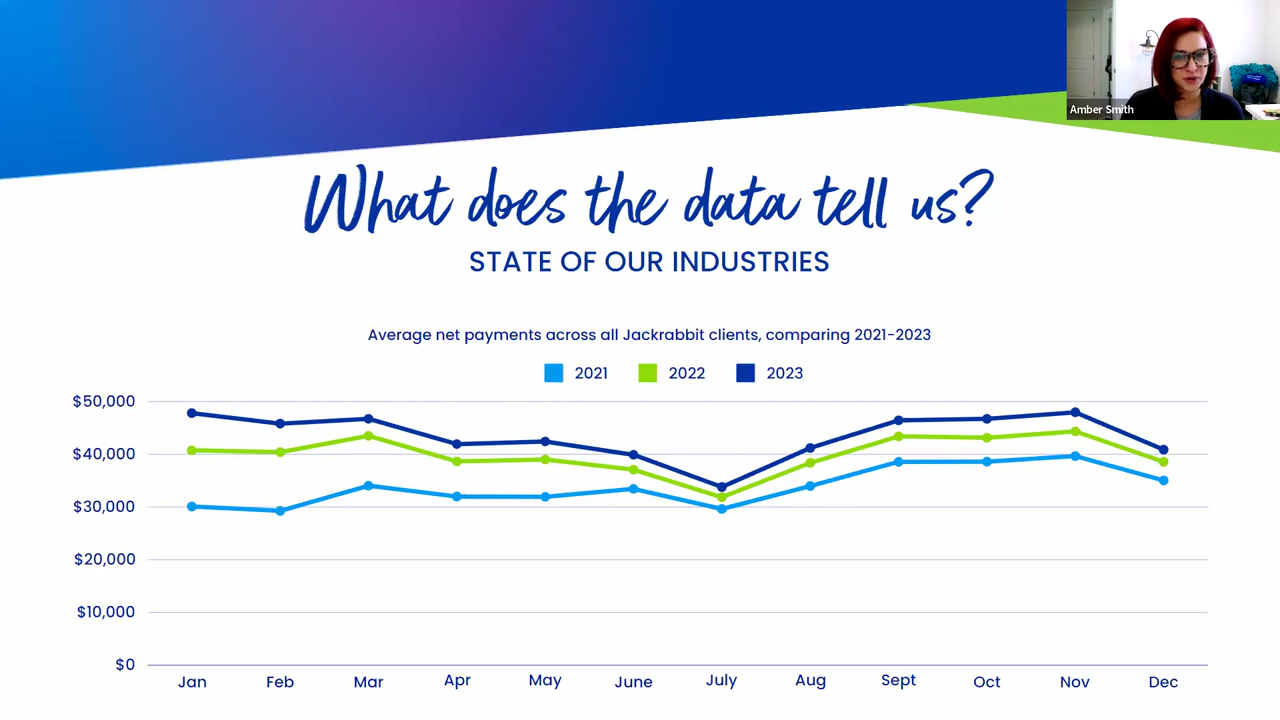 Amber Smith
What does the data tell us?
STATE OF OUR INDUSTRIES
Average net payments across all Jackrabbit clients, comparing 2021-2023
2021 2022 2023
$50,000
$40,000
$30,000
$20,000
$10,000
$0
Jan Feb Mar Apr May June July Aug Sept Oct Nov Dec